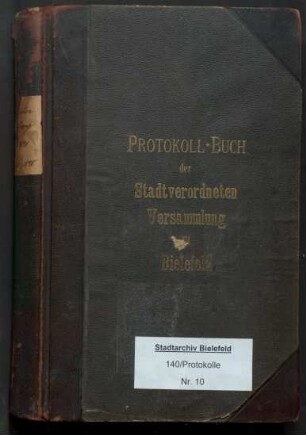 PROTOKOLL-BUCH
der
Stadtverordneten
Versammlung
Bielefeld
Stadtarchiv Bielefeld
140/Protokolle
Nr. 10